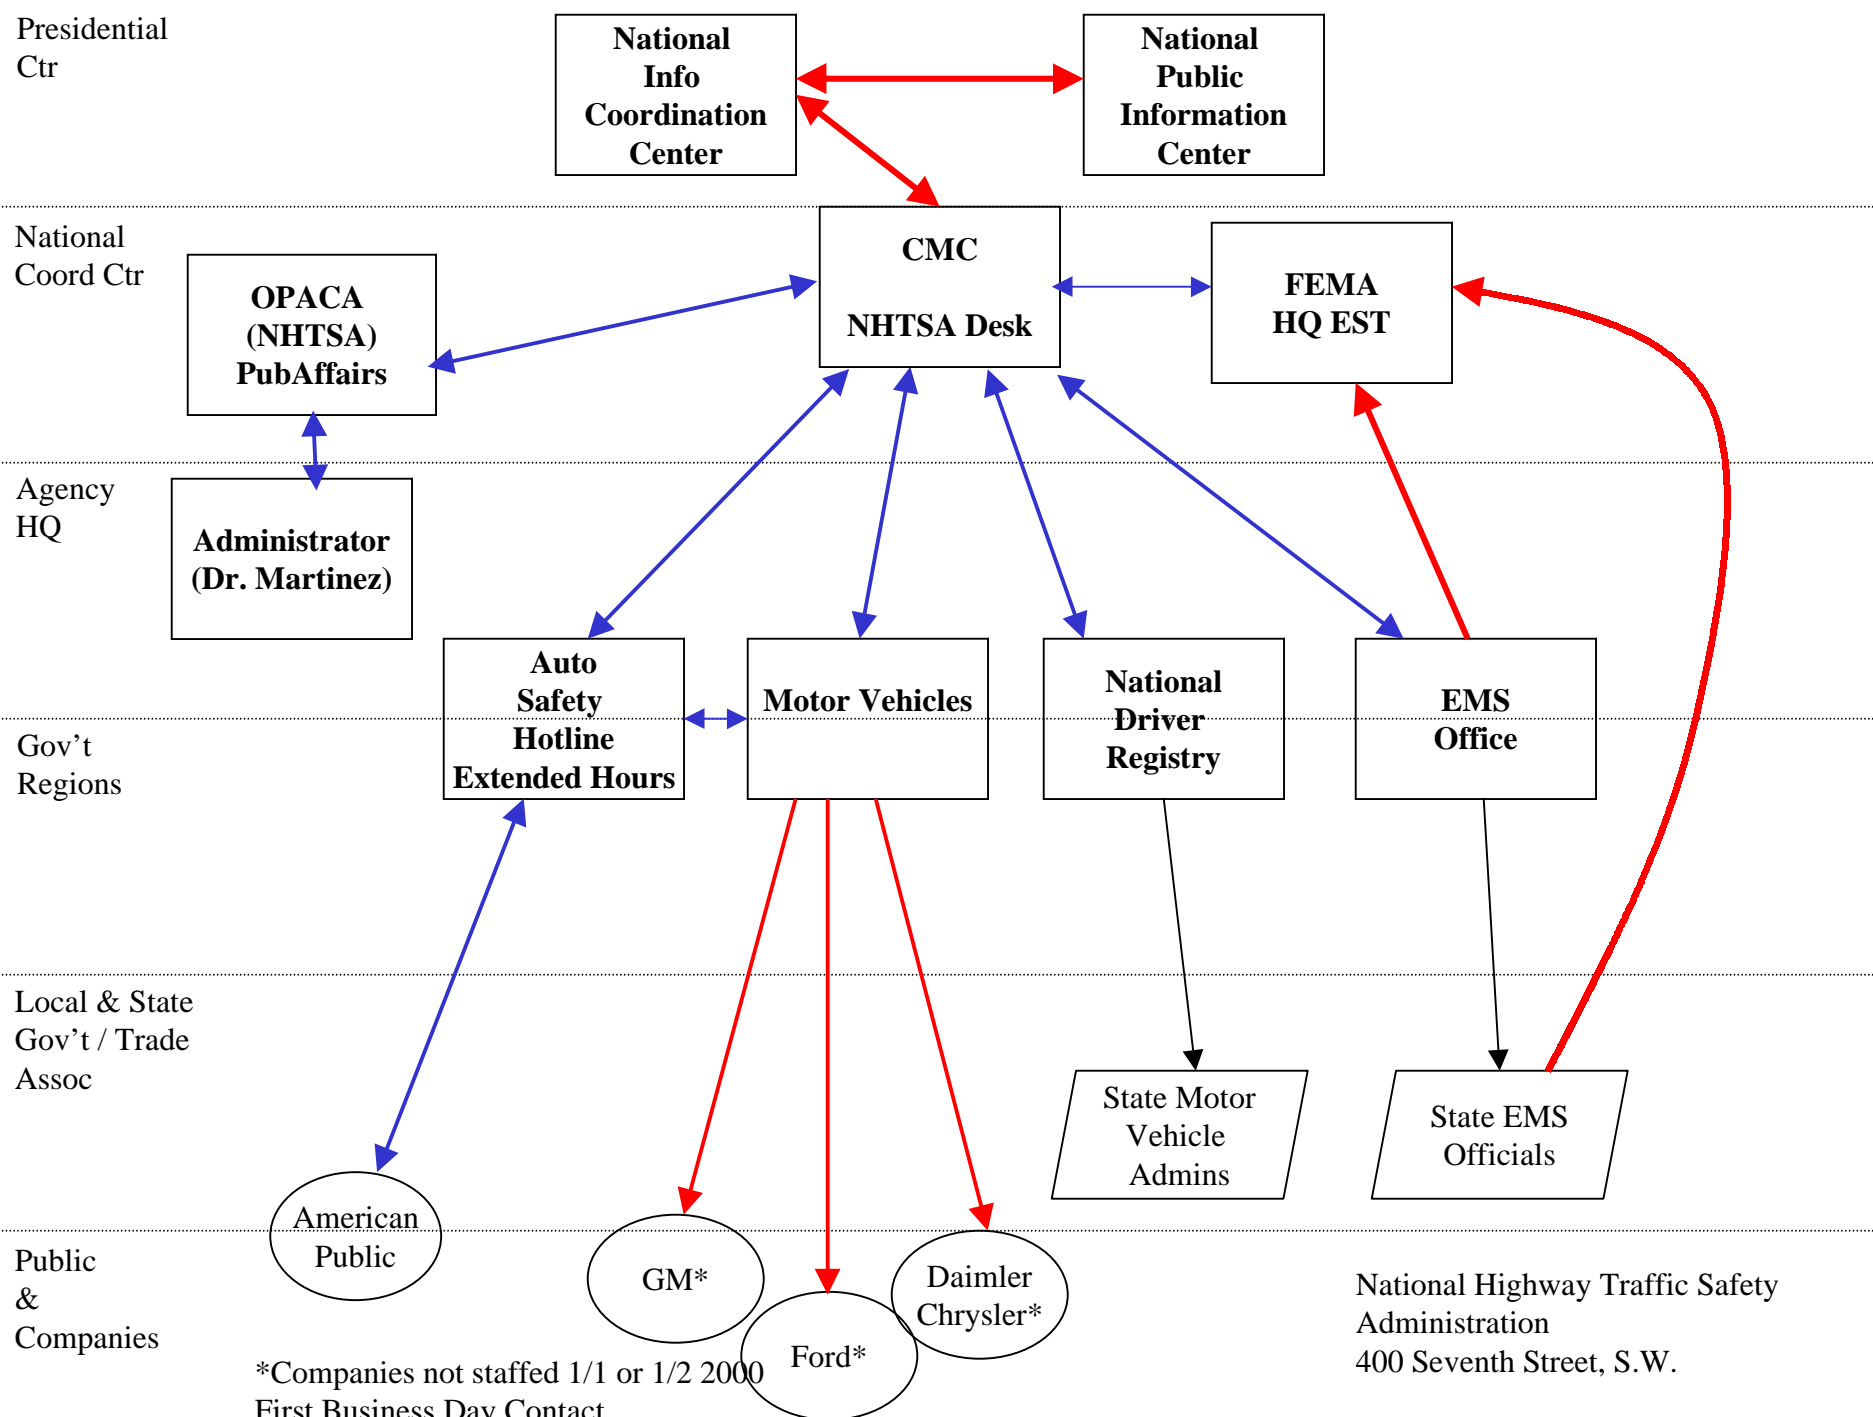 Presidential
Ctr
National
Info
Coordination
Center
National
Public
Information
Center
National
Coord Ctr
OPACA
(NHTSA)
PubAffairs
CMC
NHTSA Desk
FEMA
HQ EST
Agency
HQ
Administrator
(Dr. Martinez)
Auto
Safety
Hotline
Extended Hours
Motor Vehicles
National
Driver
Registry
EMS
Office
Gov’t
Regions
Local & State
Gov’t / Trade
Assoc
State Motor
Vehicle
Admins
State EMS
Officials
American
Public
GM*
Ford*
Daimler
Chrysler*
Public
&
Companies
National Highway Traffic Safety
Administration
400 Seventh Street, S.W.
*Companies not staffed 1/1 or 1/2 2000
First Business Day Contact